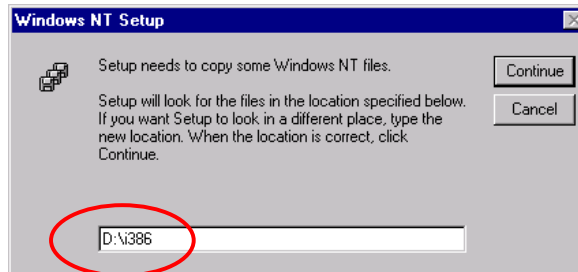 Windows NT Setup
Setup needs to copy some Windows NT files.
Continue
Setup will look for the files in the location specified below.
If you want Setup to look in a different place, type the
new location. When the location is correct, click
Continue.
Cancel
D:\i386